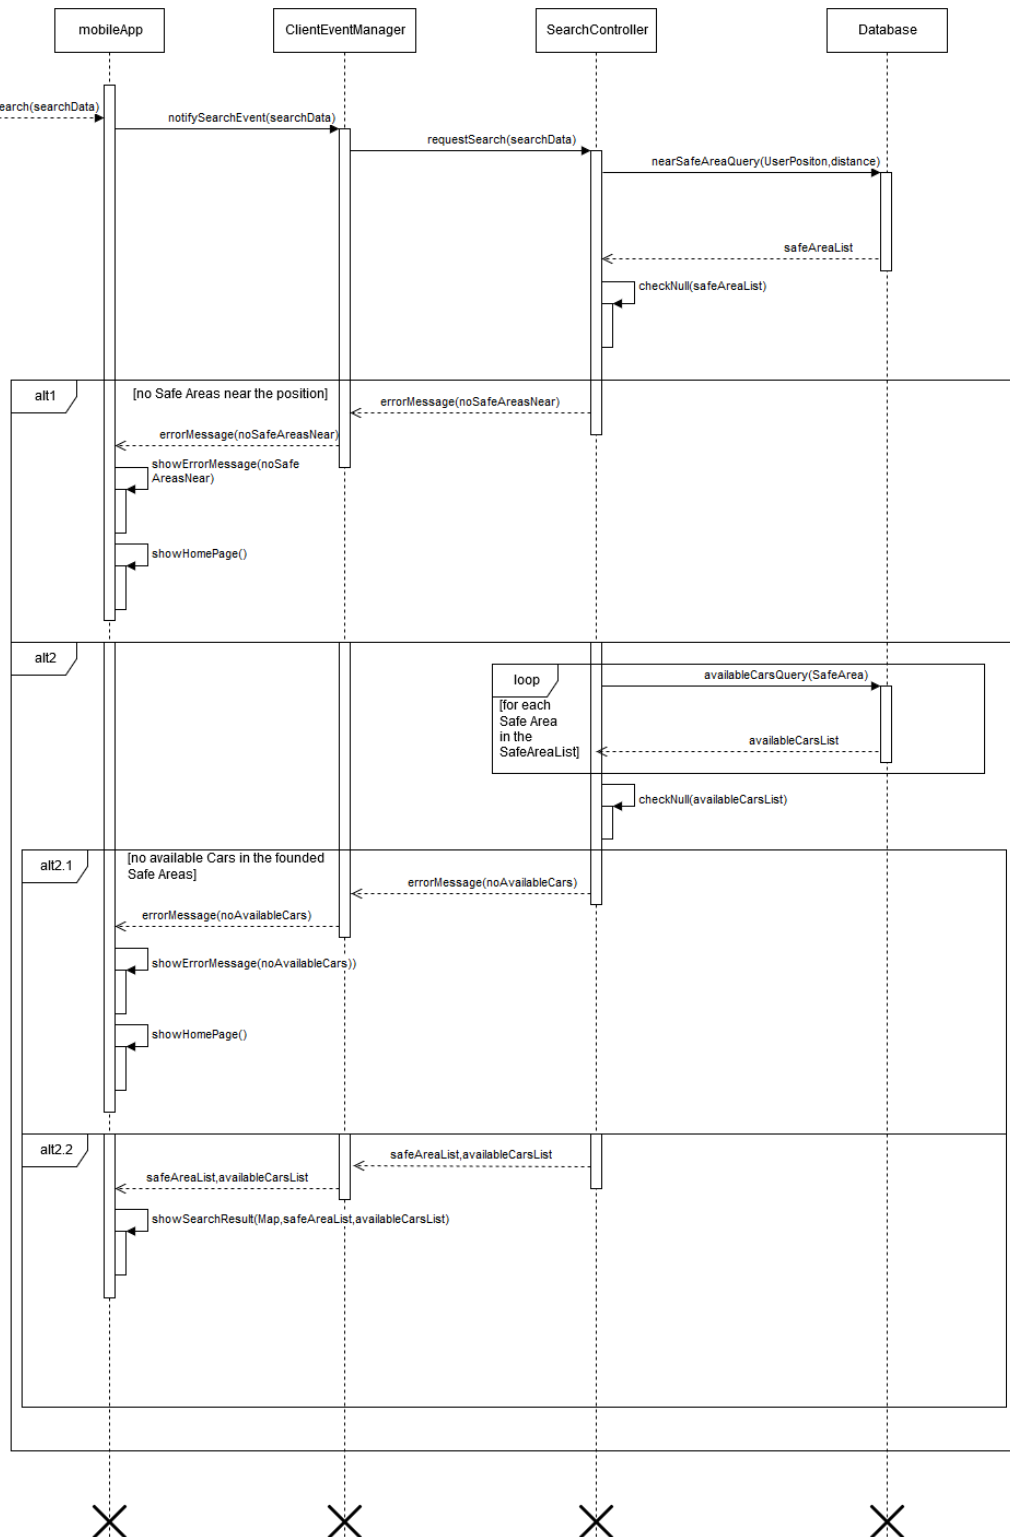 mobileApp
ClientEventManager
SearchController
Database
earch(searchData)
notifySearchEvent(searchData)
requestSearch(searchData)
nearSafeAreaQuery(UserPositon,distance)
safeAreaList
checkNull(safeAreaList)
alt1
[no Safe Areas near the position]
errorMessage(noSafeAreasNear)
errorMessage(noSafeAreasNear)
showErrorMessage(noSafe
AreasNear)
showHomePage()
alt2
loop
[for each
Safe Area
in the
SafeAreaList]
availableCarsQuery(SafeArea)
availableCarsList
checkNull(availableCarsList)
alt2.1
[no available Cars in the founded
Safe Areas]
errorMessage(noAvailableCars)
errorMessage(noAvailableCars)
showErrorMessage(noAvailableCars))
showHomePage()
alt2.2
safeAreaList,availableCarsList
safeAreaList,availableCarsList
showSearchResult(Map,safeAreaList,availableCarsList)